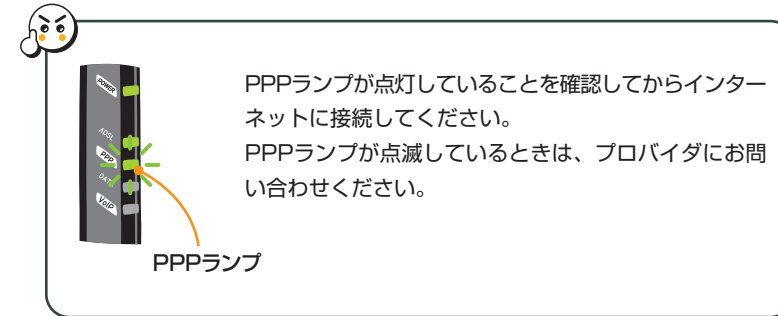 PPPランプが点灯していることを確認してからインター
ネットに接続してください。
PPPランプが点滅しているときは、プロバイダにお問
い合わせください。
POWER
ADSL
PPP
DATA
VoIP
PPPランプ